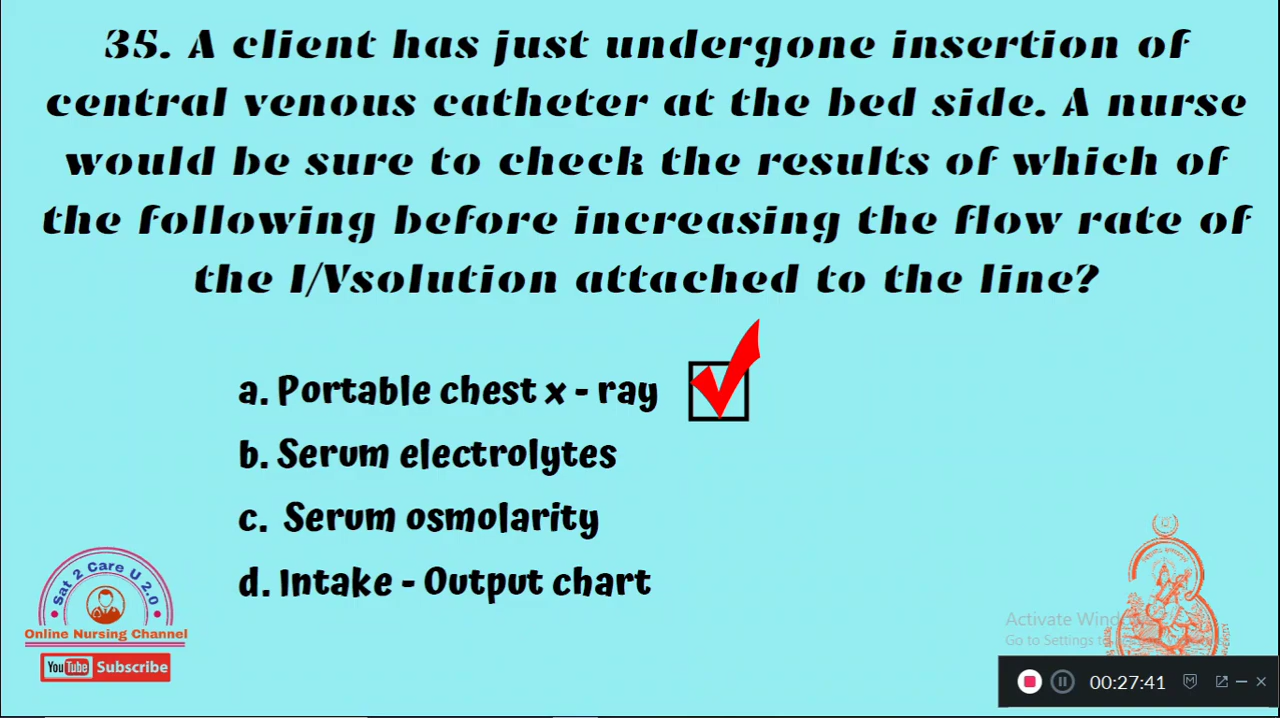 35. A client has just undergone insertion of
central venous catheter at the bed side. A nurse
would be sure to check the results of which of
the following before increasing the flow rate of
the I/Vsolution attached to the line?
a. Portable chest x - ray
b. Serum electrolytes
c. Serum osmolarity
d. Intake - Output chart
Sat 2 Care U 2.0
Online Nursing Channel
YouTube Subscribe
Activate Wind
Go to Settings t
00:27:41